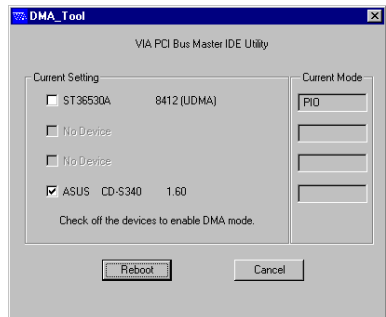 DMA_Tool
VIA PCI Bus Master IDE Utility
Current Setting
Current Mode
ST36530A 8412 (UDMA)
PIO
No Device
No Device
ASUS CD-S340 1.60
Check off the devices to enable DMA mode.
Reboot
Cancel